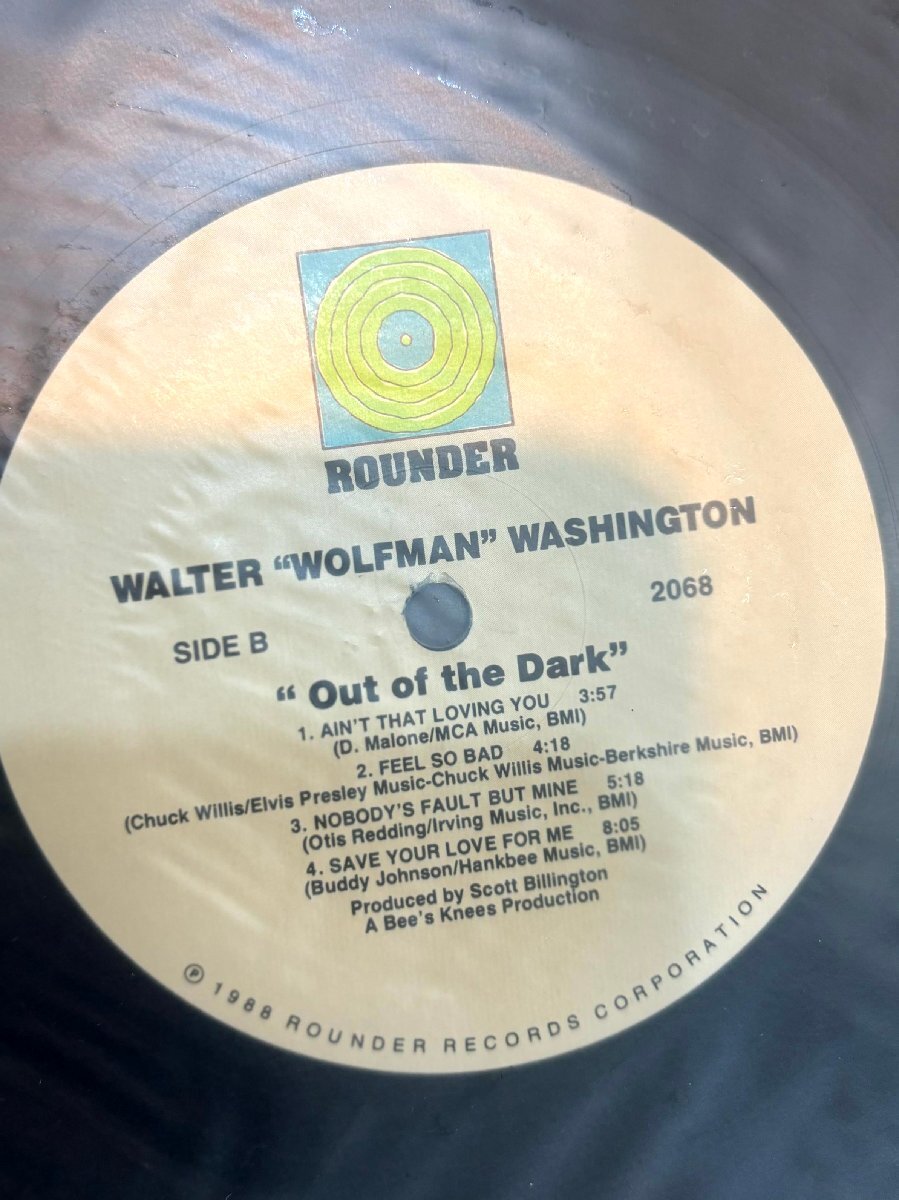 ROUNDER
WALTER “WOLFMAN” WASHINGTON
2068
SIDE B
“ Out of the Dark”
1. AIN'T THAT LOVING YOU 3:57
(D. Malone/MCA Music, BMI)
2. FEEL SO BAD 4:18
(Chuck Willis/Elvis Presley Music-Chuck Willis Music-Berkshire Music, BMI)
3. NOBODY'S FAULT BUT MINE 5:18
(Otis Redding/Irving Music, Inc., BMI)
4. SAVE YOUR LOVE FOR ME 8:05
(Buddy Johnson/Hankbee Music, BMI)
Produced by Scott Billington
A Bee's Knees Production
℗ 1988 ROUNDER RECORDS CORPORATION